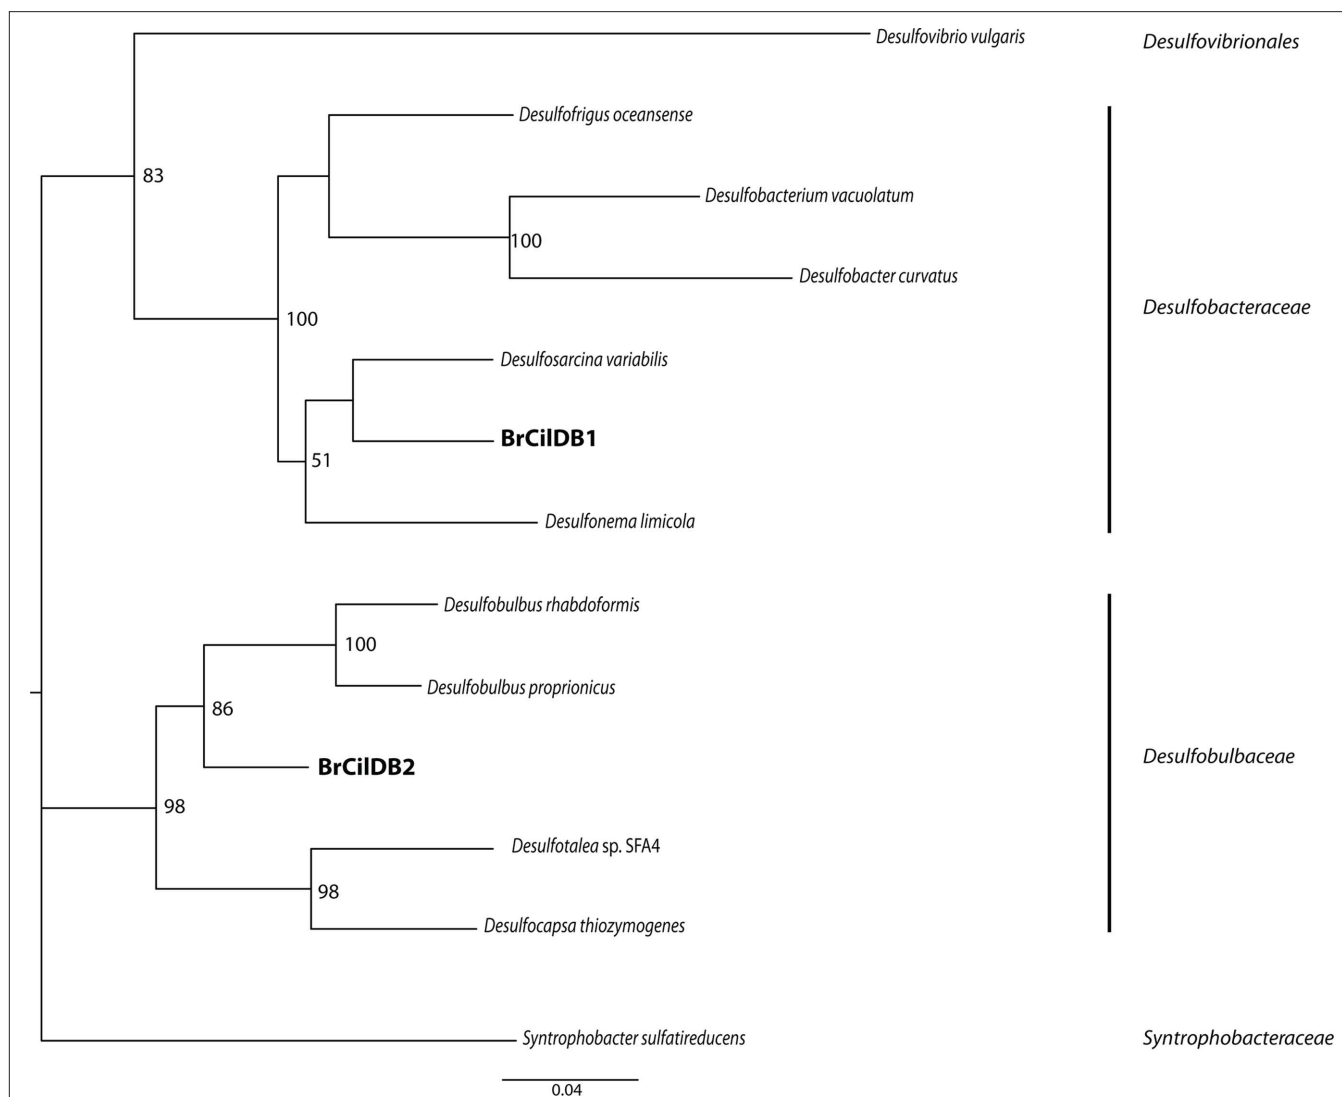 Desulfovibrio vulgaris
Desulfovibrionales
Desulfofrigus oceansense
83
Desulfobacterium vacuolatum
100
Desulfobacter curvatus
Desulfobacteraceae
100
Desulfosarcina variabilis
BrCilDB1
51
Desulfonema limicola
Desulfobulbus rhabdoformis
100
Desulfobulbus proprionicus
86
Desulfobulbaceae
BrCilDB2
98
Desulfotalea sp. SFA4
98
Desulfocapsa thiozymogenes
Syntrophobacter sulfatireducens
Syntrophobacteraceae
0.04